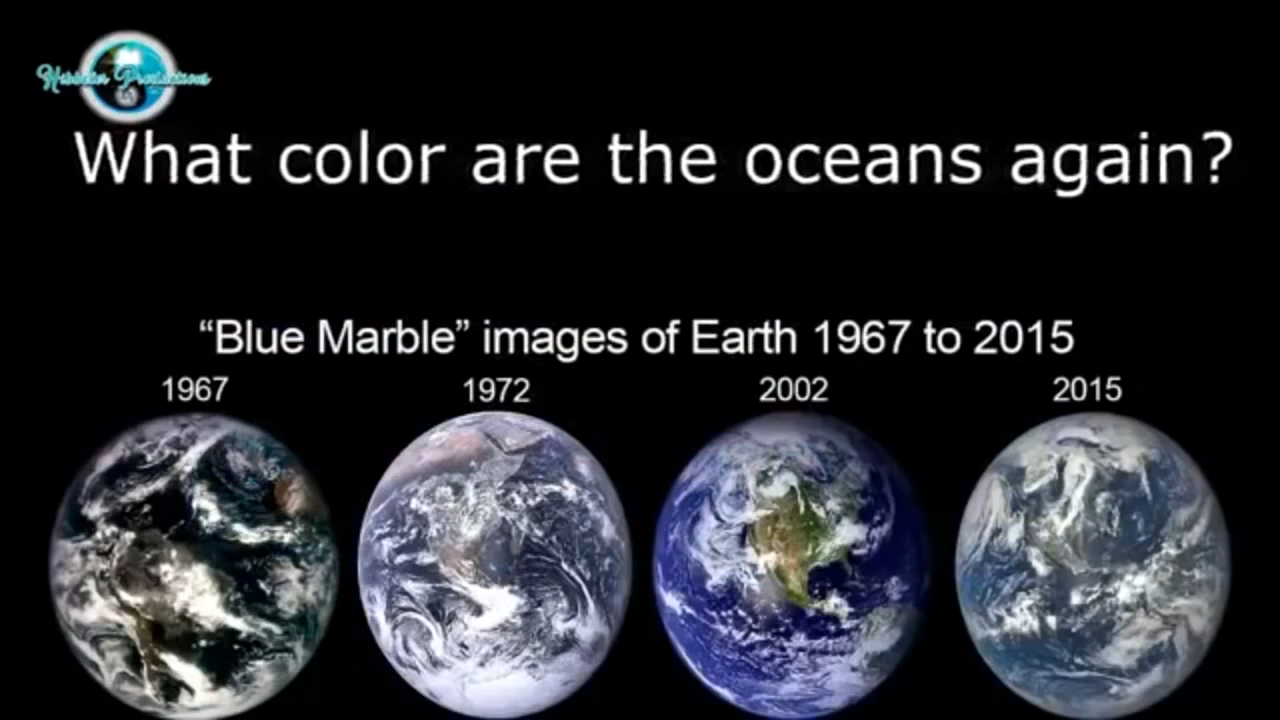 What color are the oceans again?
“Blue Marble” images of Earth 1967 to 2015
1967 1972 2002 2015